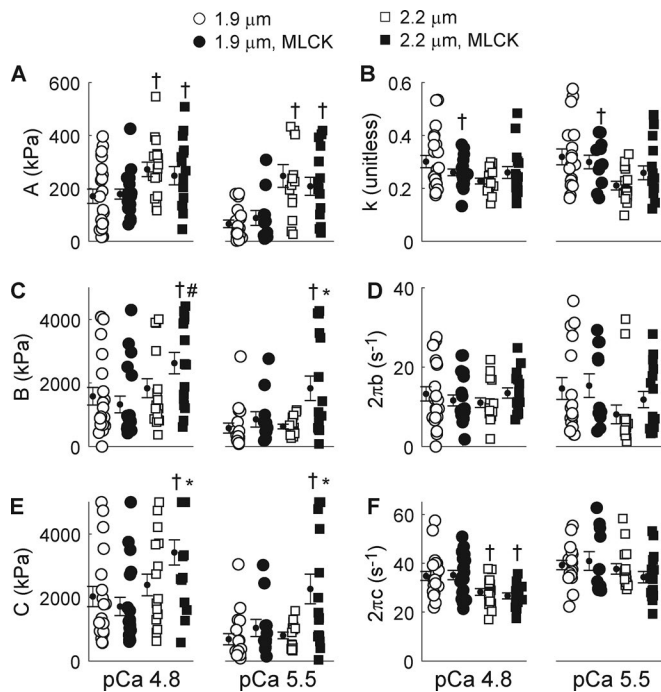 ○ 1.9 μm □ 2.2 μm
● 1.9 μm, MLCK ■ 2.2 μm, MLCK
A B
A (kPa)
600
400
200
0
† † † †
k (unitless)
0.6
0.4
0.2
0
† †
C D
B (kPa)
4000
2000
0
†# †*
2πb (s⁻¹)
40
20
0
E F
C (kPa)
4000
2000
0
†* †*
2πc (s⁻¹)
60
40
20
0
† †
pCa 4.8 pCa 5.5 pCa 4.8 pCa 5.5